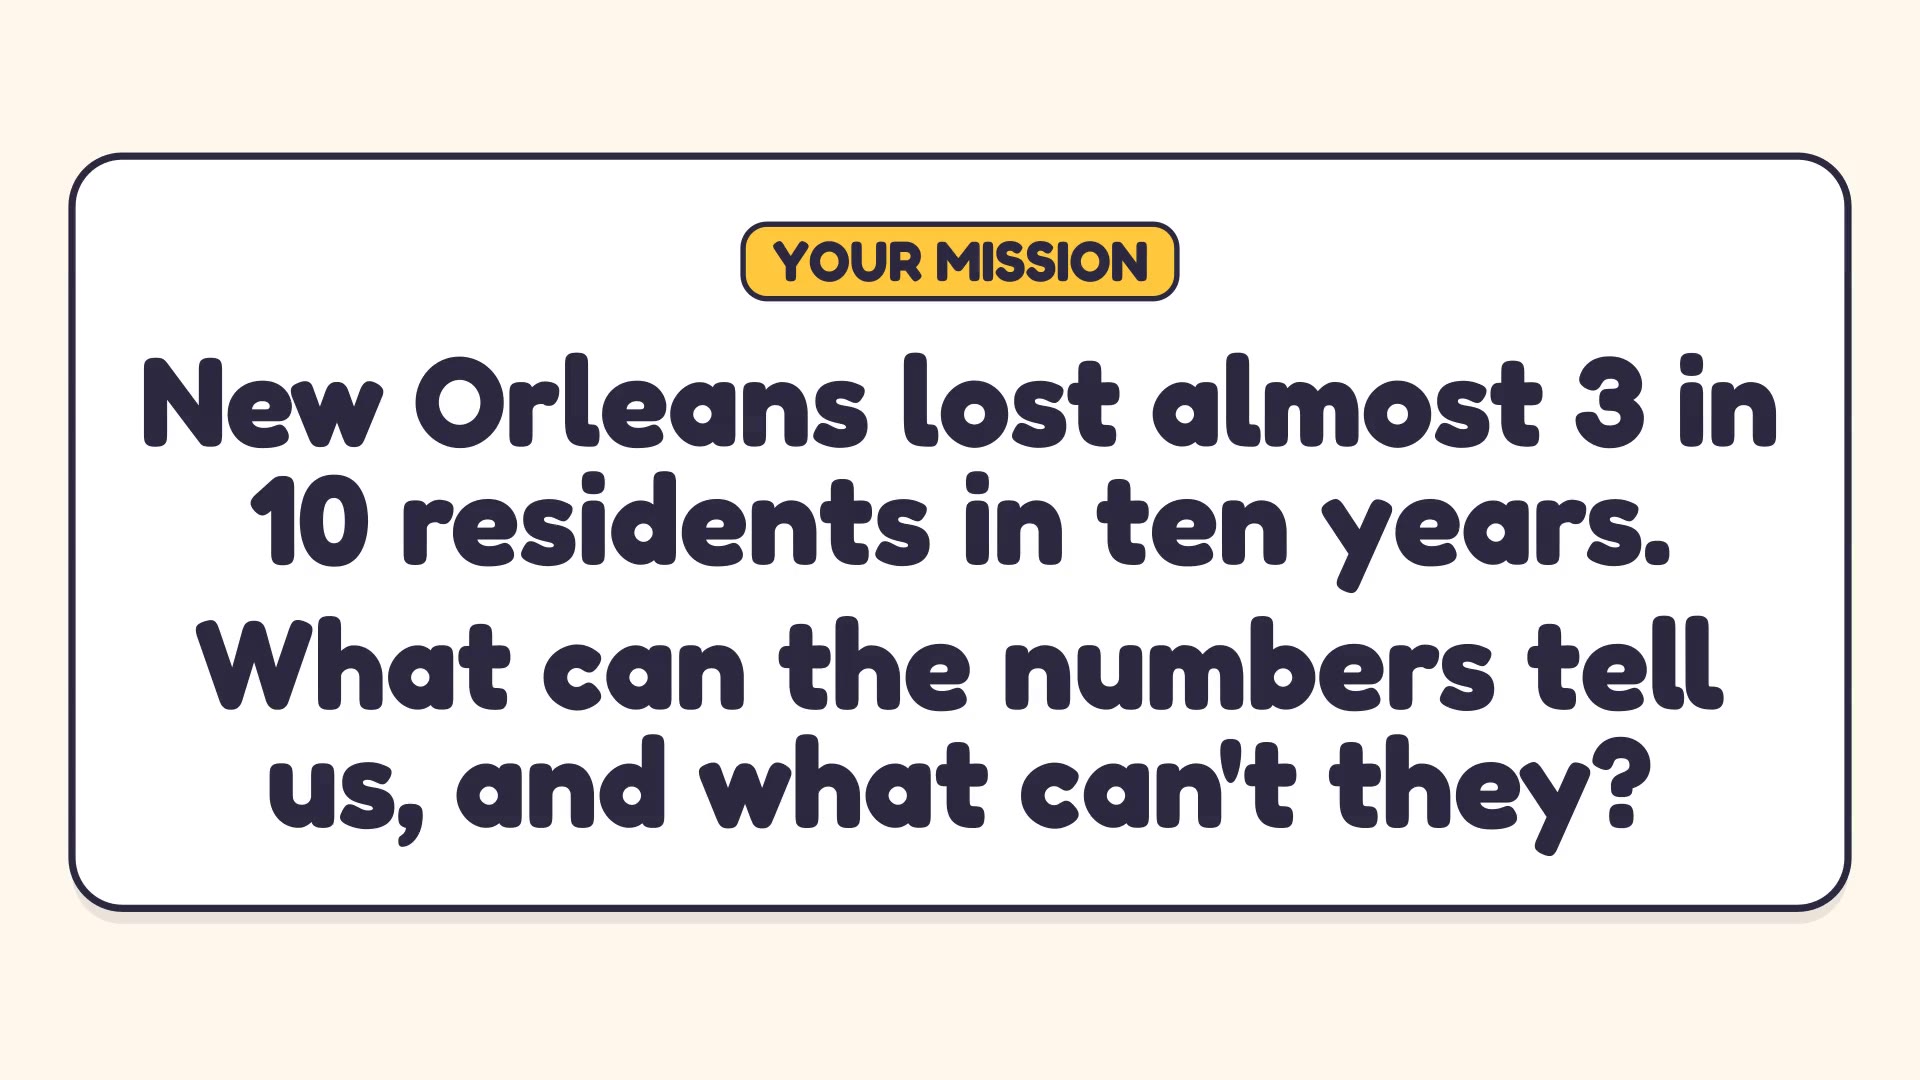 YOUR MISSION
New Orleans lost almost 3 in
10 residents in ten years.
What can the numbers tell
us, and what can't they?